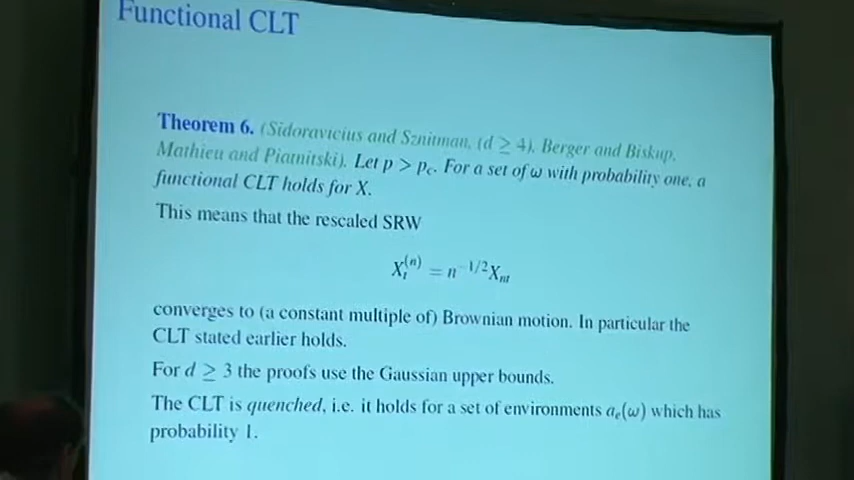 Functional CLT
Theorem 6. (Sidoravicius and Sznitman, (d ≥ 4), Berger and Biskup,
Mathieu and Piatnitski). Let p > p_c. For a set of ω with probability one, a
functional CLT holds for X.
This means that the rescaled SRW
X_t^{(n)} = n^{-1/2} X_{nt}
converges to (a constant multiple of) Brownian motion. In particular the
CLT stated earlier holds.
For d ≥ 3 the proofs use the Gaussian upper bounds.
The CLT is quenched, i.e. it holds for a set of environments a_e(ω) which has
probability 1.